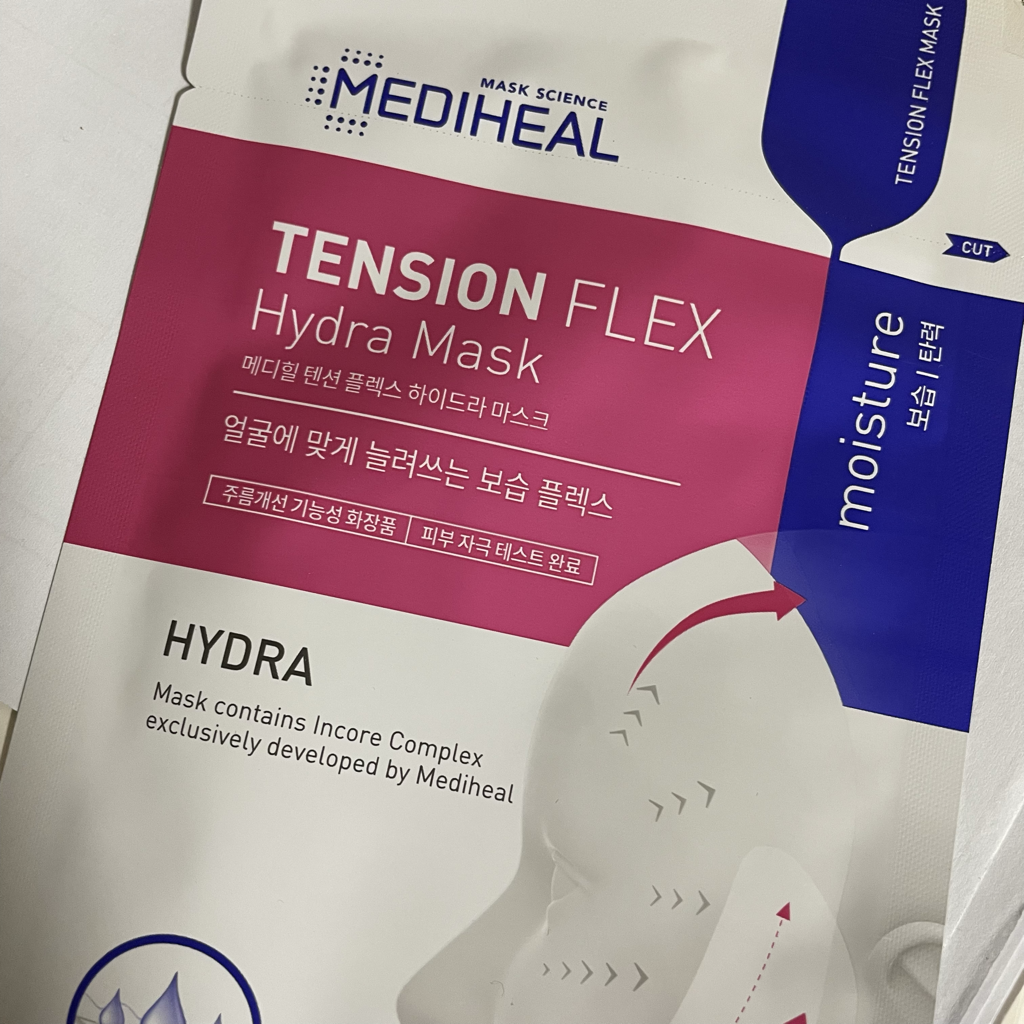 MASK SCIENCE
MEDIHEAL
TENSION FLEX MASK
CUT
TENSION FLEX
Hydra Mask
메디힐 텐션 플렉스 하이드라 마스크
얼굴에 맞게 늘려쓰는 보습 플렉스
주름개선 기능성 화장품 | 피부 자극 테스트 완료
moisture
보습 | 탄력
HYDRA
Mask contains Incore Complex
exclusively developed by Mediheal